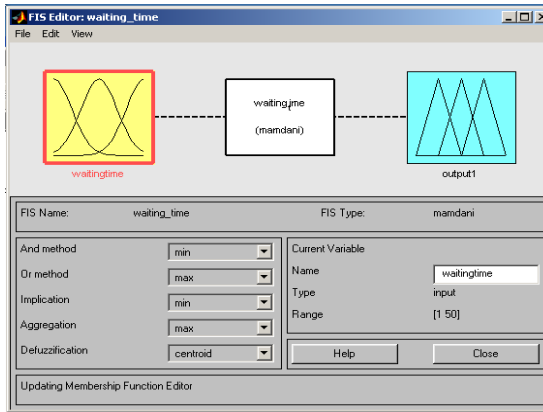 FIS Editor: waiting_time
File Edit View
waitingtime
(mamdani)
waitingtime
output1
FIS Name: waiting_time FIS Type: mamdani
And method min
Or method max
Implication min
Aggregation max
Defuzzification centroid
Current Variable
Name waitingtime
Type input
Range [1 50]
Help Close
Updating Membership Function Editor